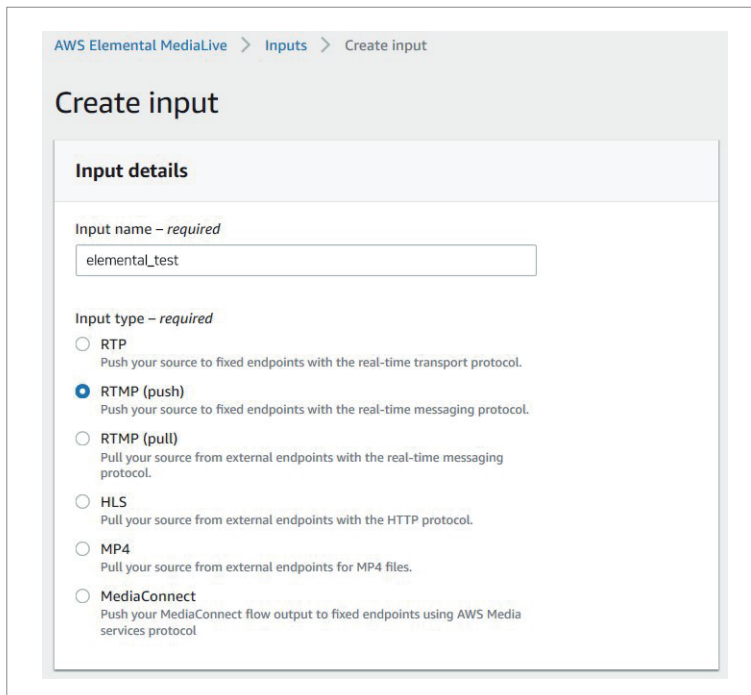 AWS Elemental MediaLive > Inputs > Create input
Create input
Input details
Input name – required
elemental_test
Input type – required
RTP
Push your source to fixed endpoints with the real-time transport protocol.
RTMP (push)
Push your source to fixed endpoints with the real-time messaging protocol.
RTMP (pull)
Pull your source from external endpoints with the real-time messaging
protocol.
HLS
Pull your source from external endpoints with the HTTP protocol.
MP4
Pull your source from external endpoints for MP4 files.
MediaConnect
Push your MediaConnect flow output to fixed endpoints using AWS Media
services protocol